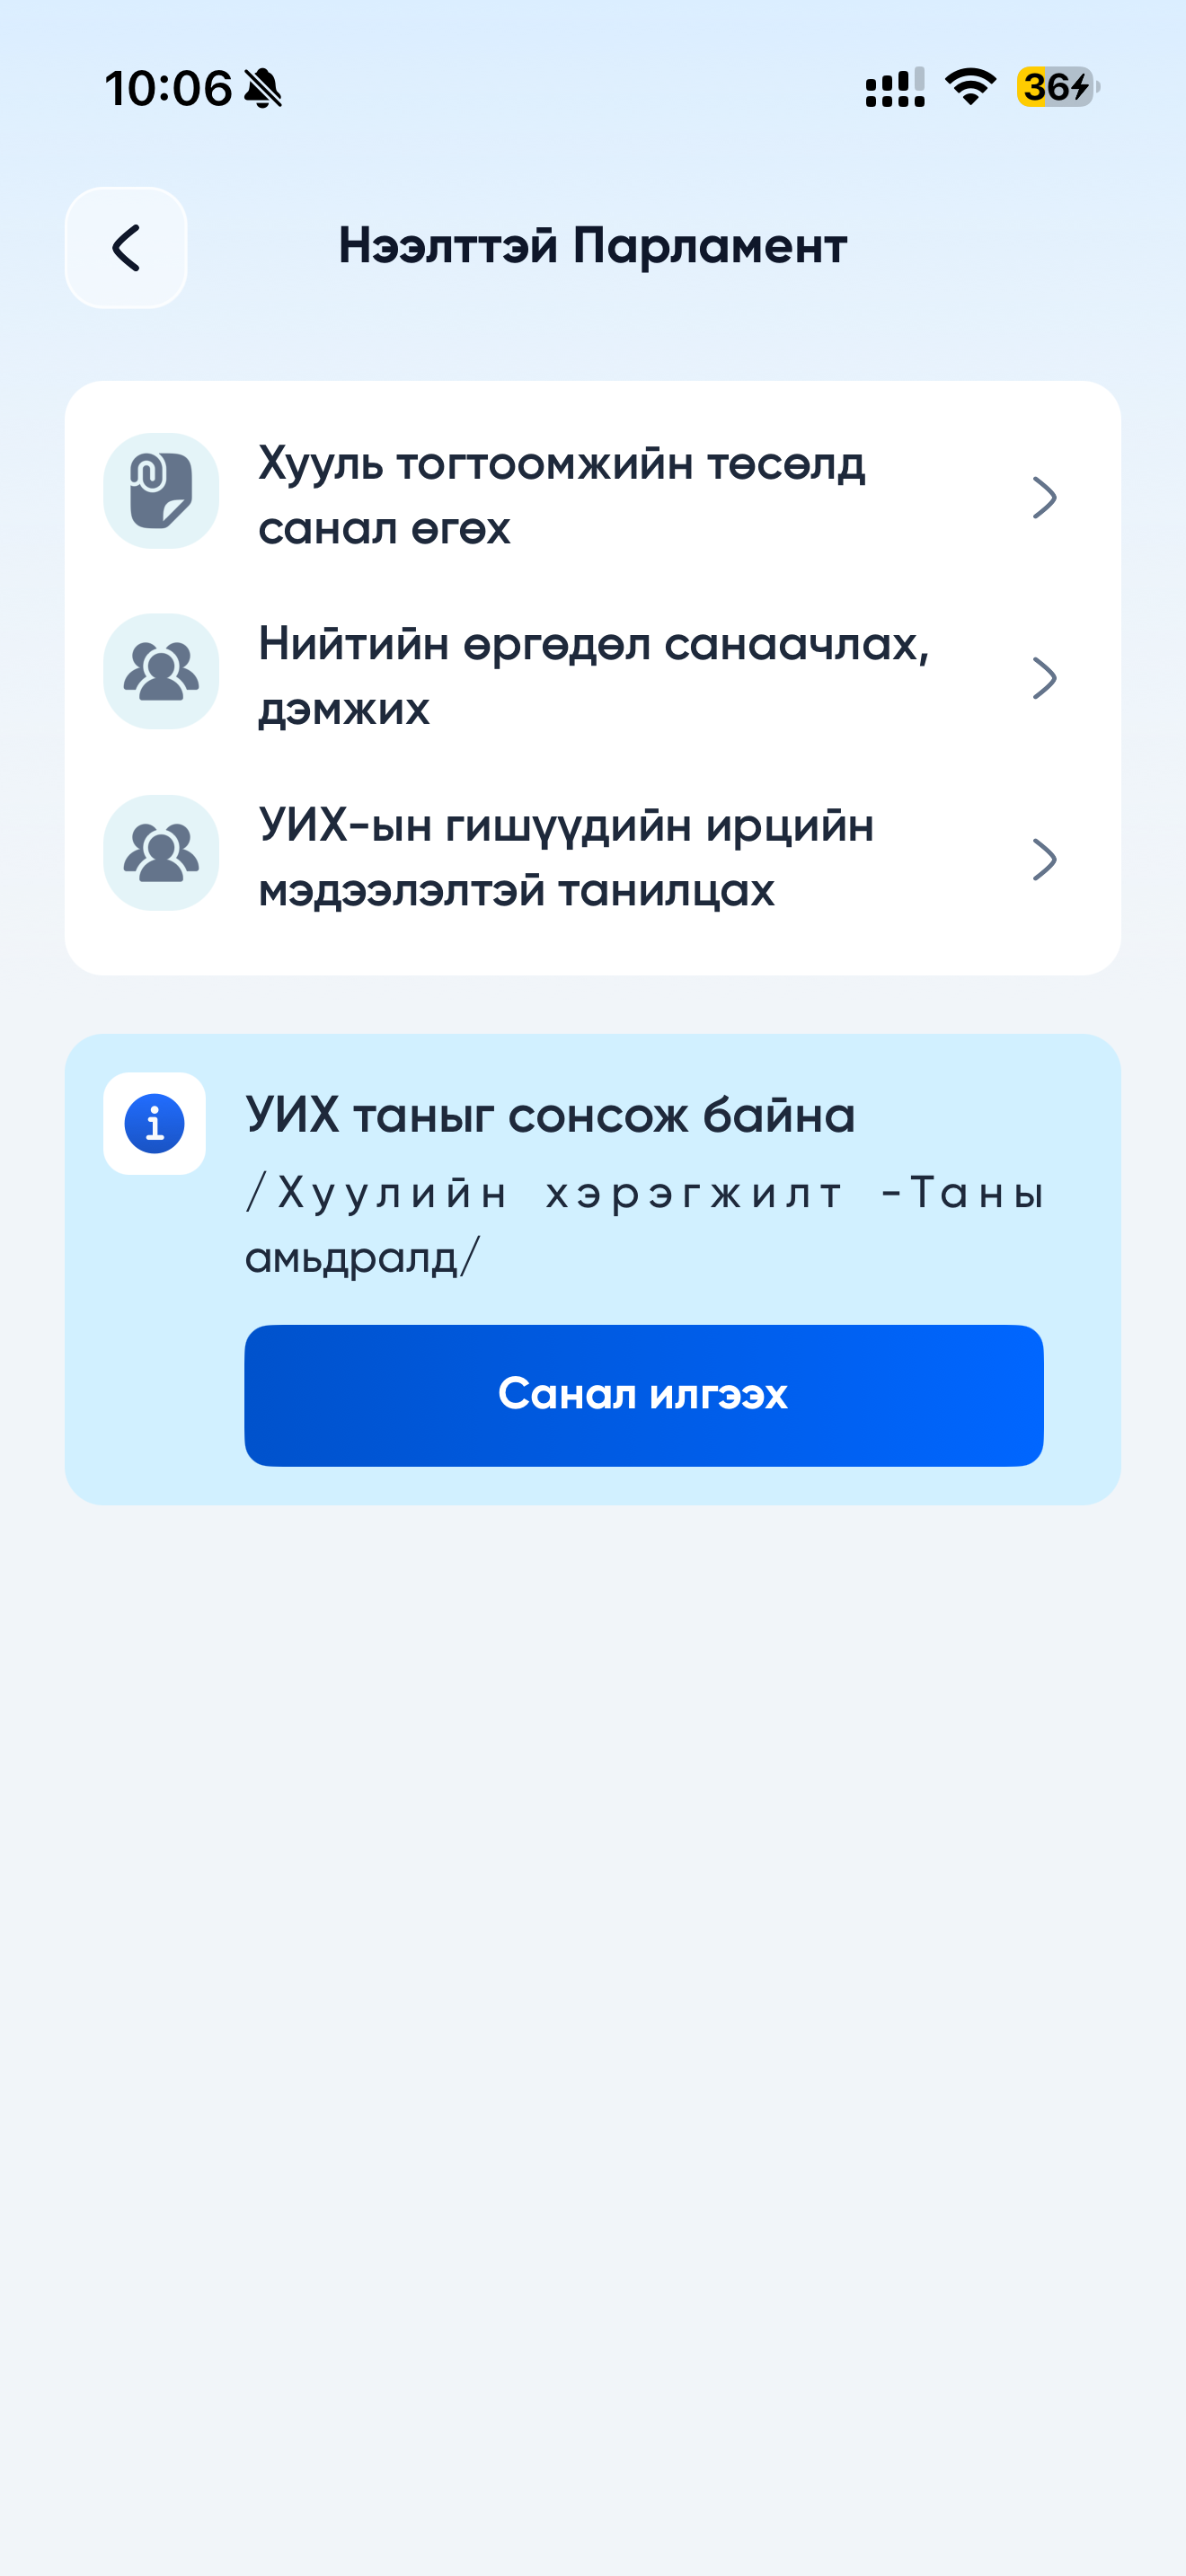 10:06
36
Нээлттэй Парламент
Хууль тогтоомжийн төсөлд
санал өгөх
Нийтийн өргөдөл санаачлах,
дэмжих
УИХ-ын гишүүдийн ирцийн
мэдээлэлтэй танилцах
УИХ таныг сонсож байна
/Хуулийн хэрэгжилт -Таны
амьдралд/
Санал илгээх